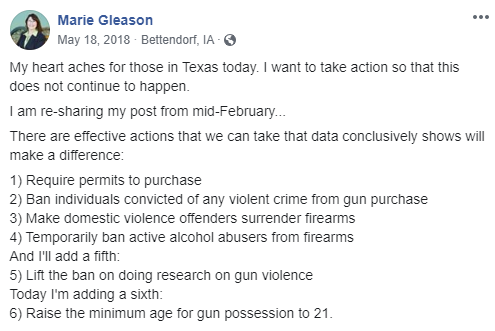 Marie Gleason
May 18, 2018 · Bettendorf, IA ·
My heart aches for those in Texas today. I want to take action so that this
does not continue to happen.
I am re-sharing my post from mid-February...
There are effective actions that we can take that data conclusively shows will
make a difference:
1) Require permits to purchase
2) Ban individuals convicted of any violent crime from gun purchase
3) Make domestic violence offenders surrender firearms
4) Temporarily ban active alcohol abusers from firearms
And I'll add a fifth:
5) Lift the ban on doing research on gun violence
Today I'm adding a sixth:
6) Raise the minimum age for gun possession to 21.